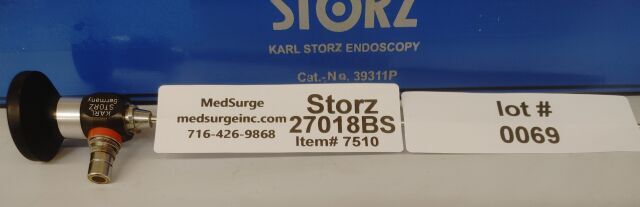 STORZ
KARL STORZ ENDOSCOPY
Cat.-No. 39311P
KARL
STORZ
Germany
MedSurge
medsurgeinc.com
716-426-9868
Storz
27018BS
Item# 7510
lot #
0069